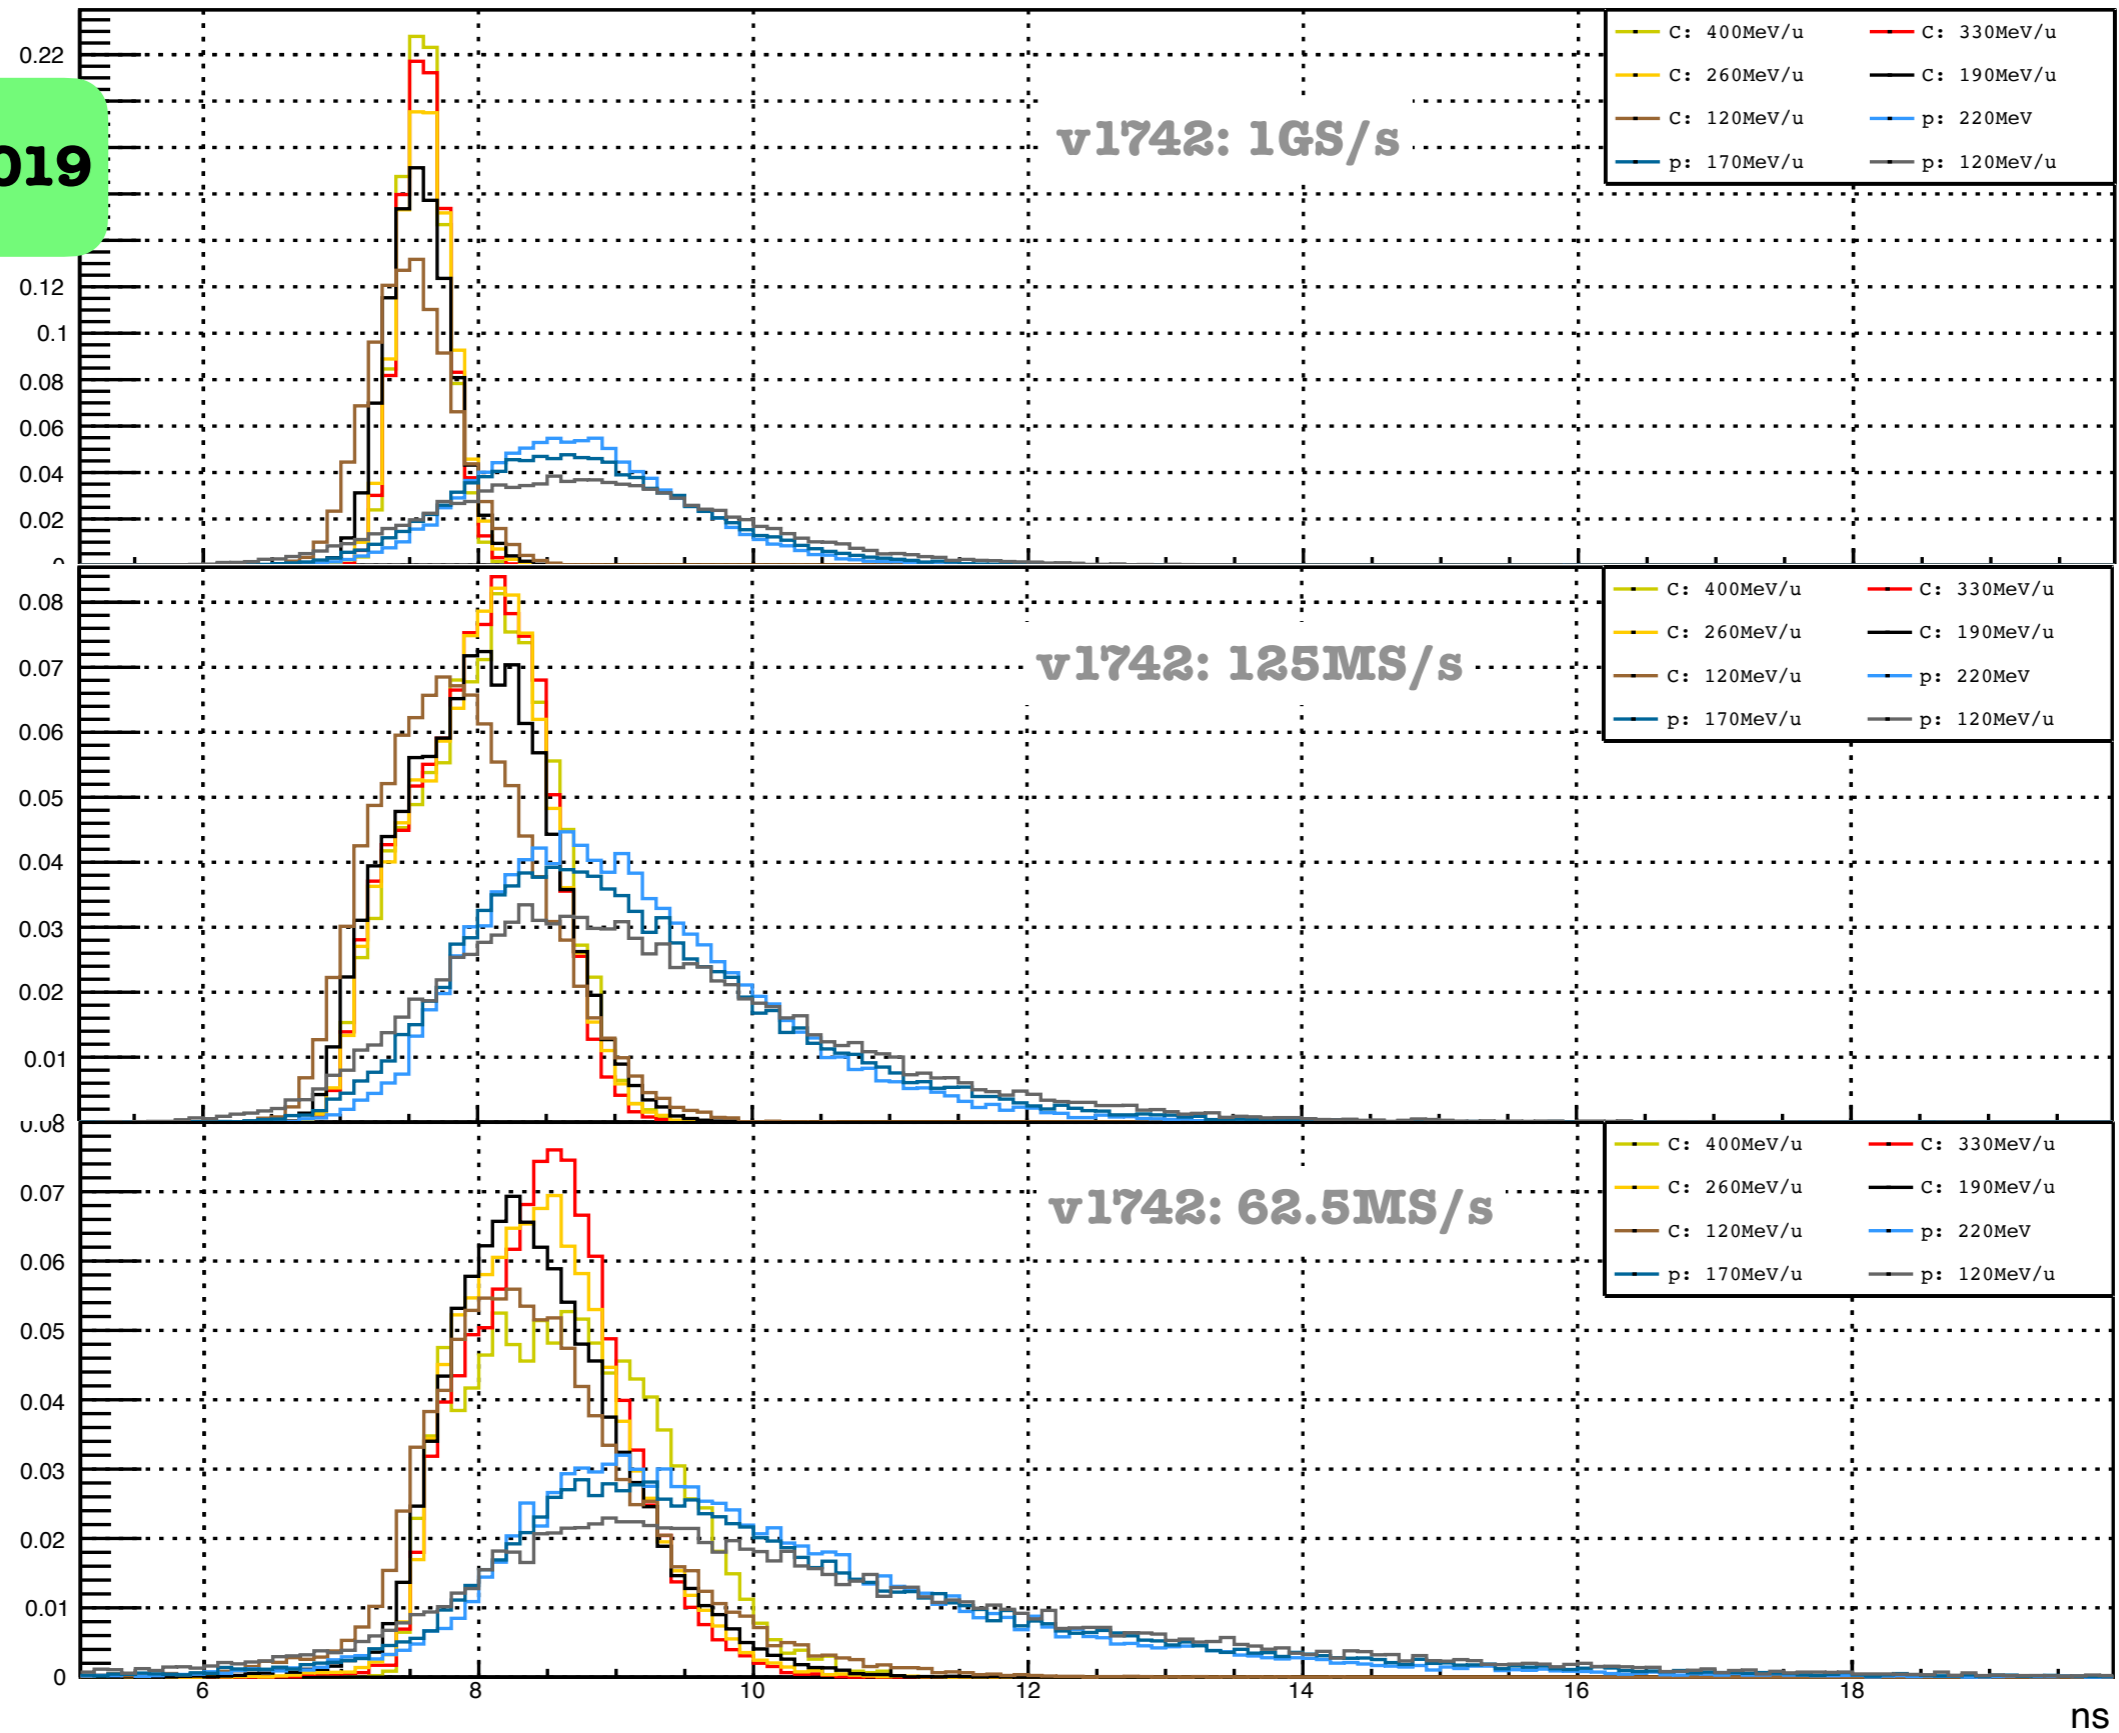 C: 400MeV/u C: 330MeV/u
0.22
C: 260MeV/u C: 190MeV/u
C: 120MeV/u p: 220MeV
v1742: 1GS/s
019
p: 170MeV/u p: 120MeV/u
0.12
0.1
0.08
0.06
0.04
0.02
C: 400MeV/u C: 330MeV/u
0.08
C: 260MeV/u C: 190MeV/u
0.07
v1742: 125MS/s
C: 120MeV/u p: 220MeV
p: 170MeV/u p: 120MeV/u
0.06
0.05
0.04
0.03
0.02
0.01
0.08
C: 400MeV/u C: 330MeV/u
0.07
C: 260MeV/u C: 190MeV/u
v1742: 62.5MS/s
C: 120MeV/u p: 220MeV
0.06
p: 170MeV/u p: 120MeV/u
0.05
0.04
0.03
0.02
0.01
0
6 8 10 12 14 16 18
ns